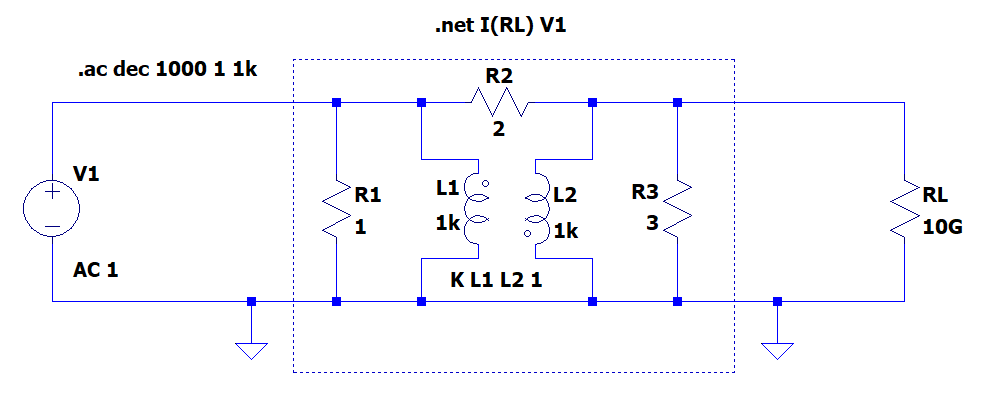 .net I(RL) V1
.ac dec 1000 1 1k
R2
2
V1
AC 1
R1
1
L1
1k
L2
1k
K L1 L2 1
R3
3
RL
10G